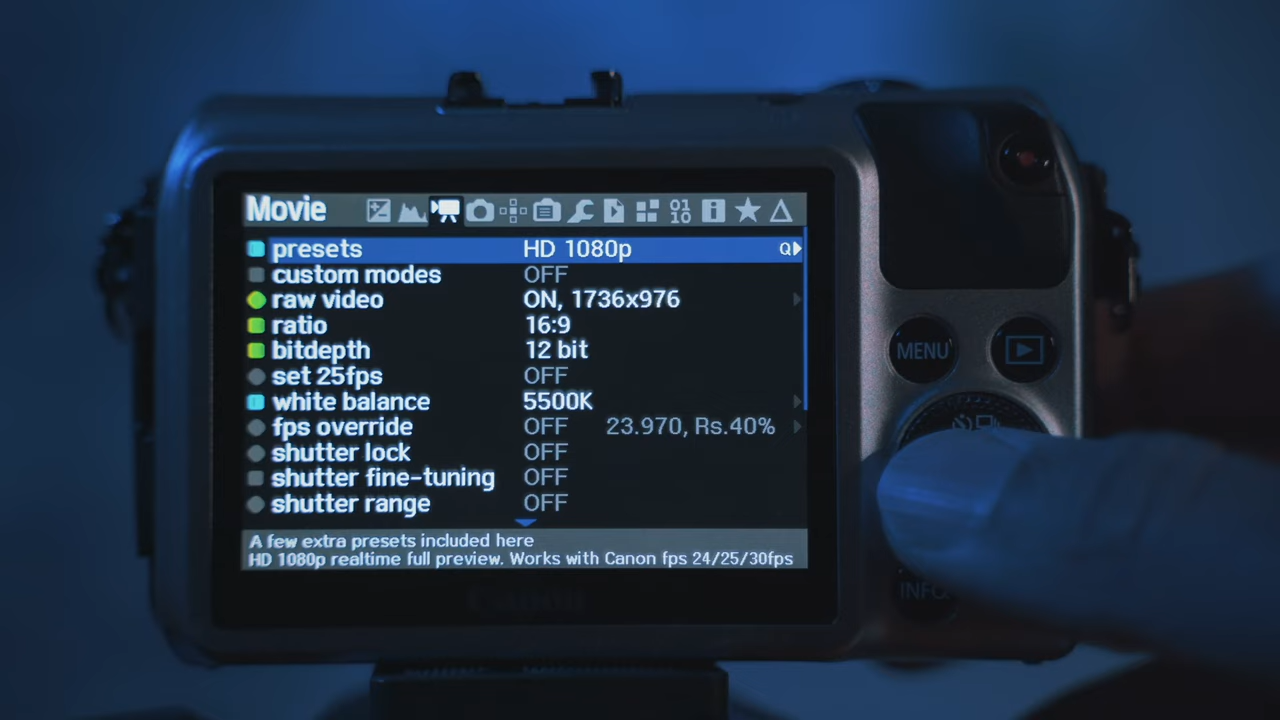 Movie
presets HD 1080p Q
custom modes OFF
raw video ON, 1736x976
ratio 16:9
bitdepth 12 bit
set 25fps OFF
white balance 5500K
fps override OFF 23.970, Rs.40%
shutter lock OFF
shutter fine-tuning OFF
shutter range OFF
A few extra presets included here
HD 1080p realtime full preview. Works with Canon fps 24/25/30fps
MENU
INFO.
Canon